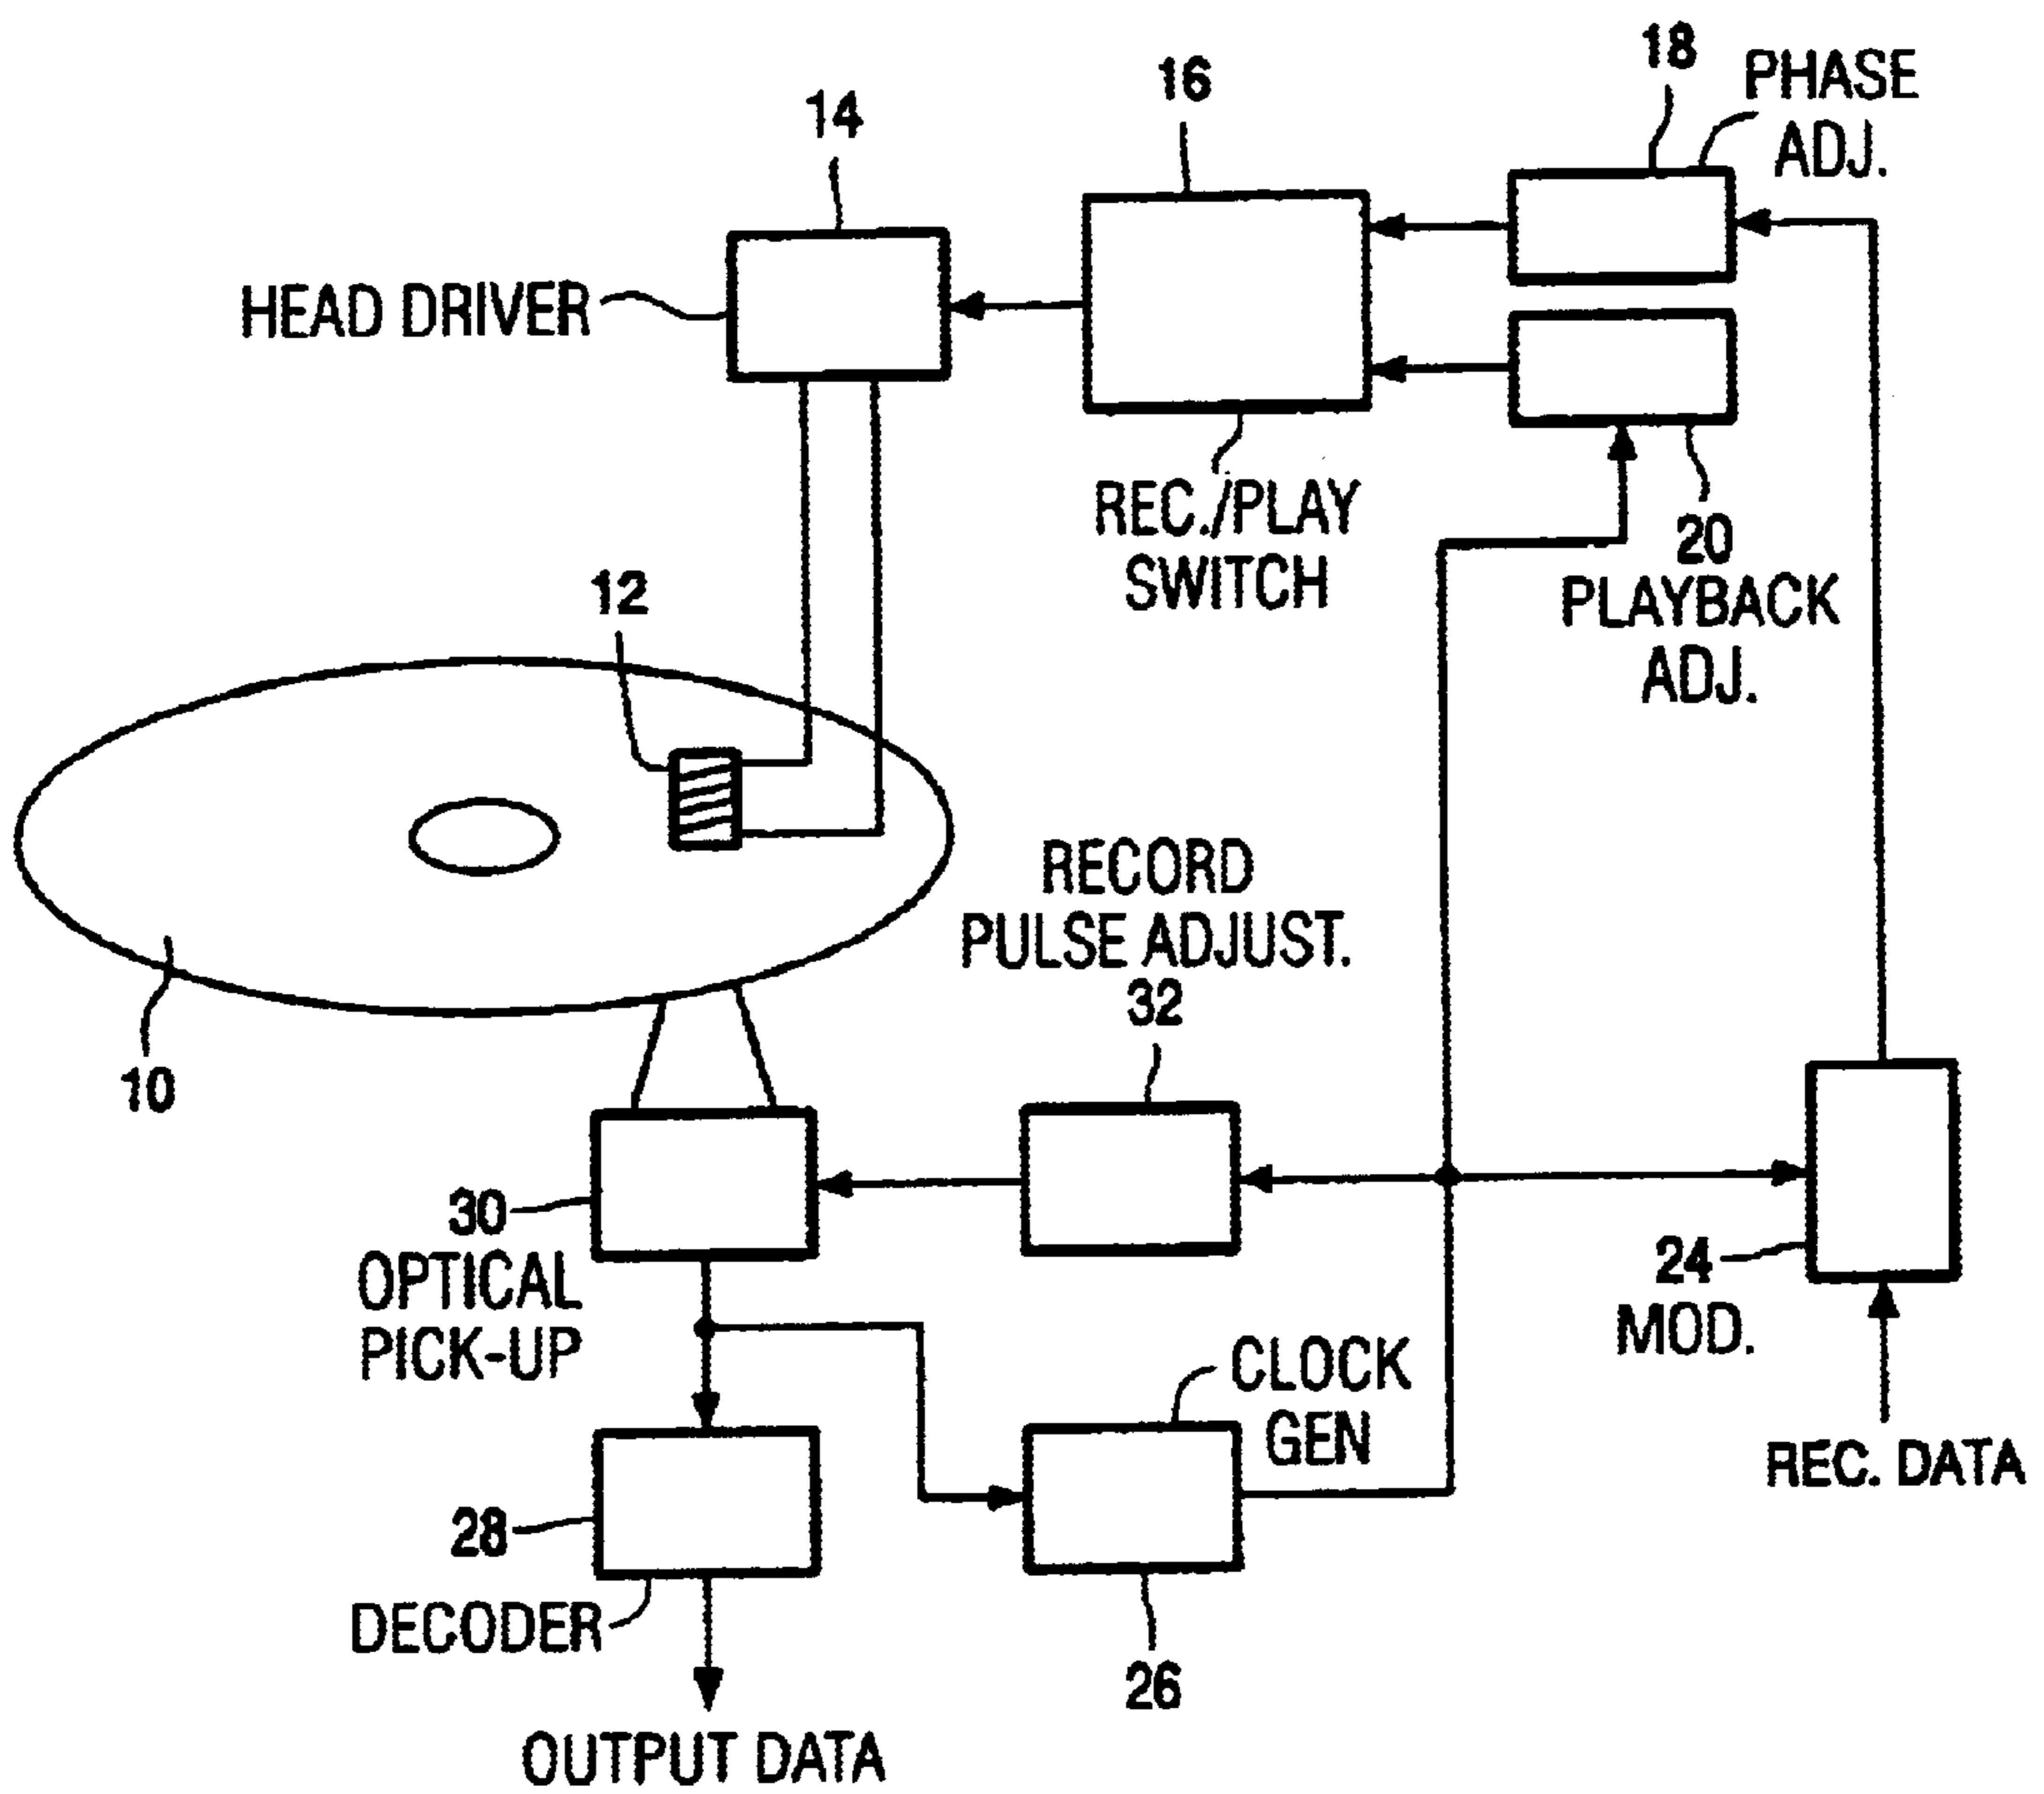 18
PHASE
ADJ.
16
14
HEAD DRIVER
REC./PLAY
SWITCH
20
PLAYBACK
ADJ.
12
RECORD
PULSE ADJUST.
32
10
30
OPTICAL
PICK-UP
24
MOD.
CLOCK
GEN
REC. DATA
28
DECODER
26
OUTPUT DATA